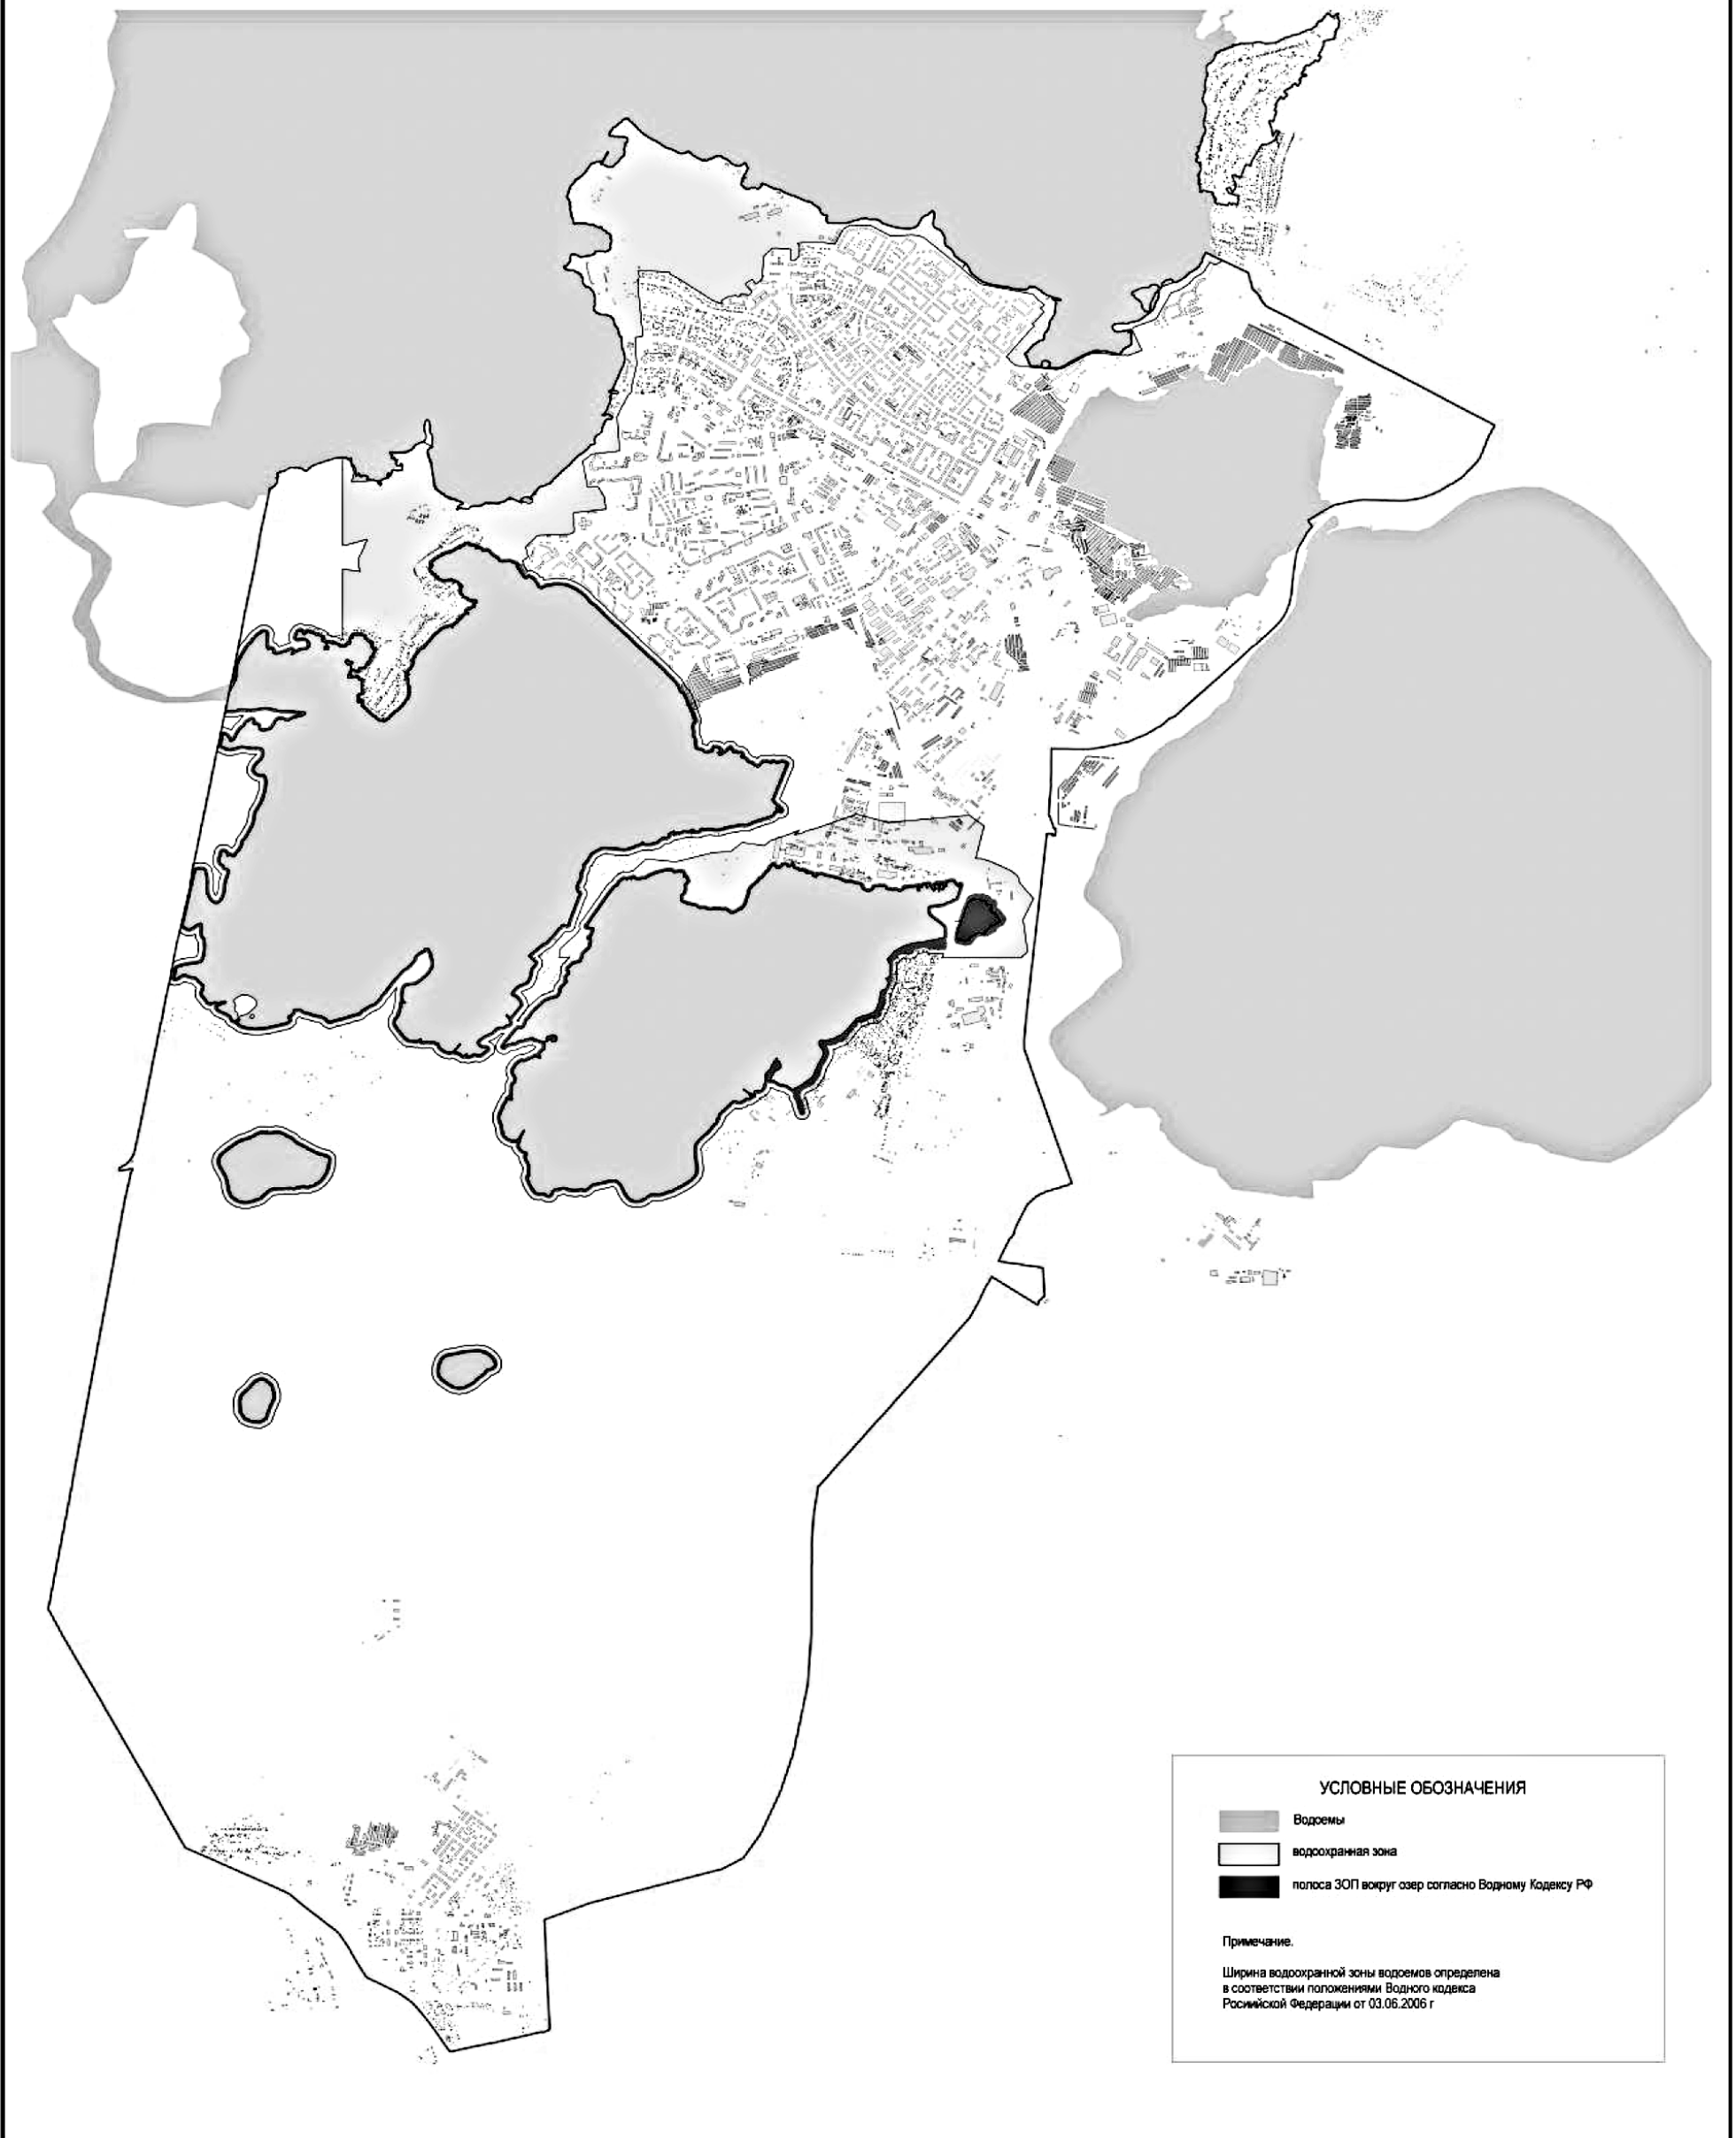 УСЛОВНЫЕ ОБОЗНАЧЕНИЯ
Водоемы
водоохранная зона
полоса ЗОП вокруг озер согласно Водному Кодексу РФ
Примечание.
Ширина водоохранной зоны водоемов определена
в соответствии положениями Водного кодекса
Росиийской Федерации от 03.06.2006 г